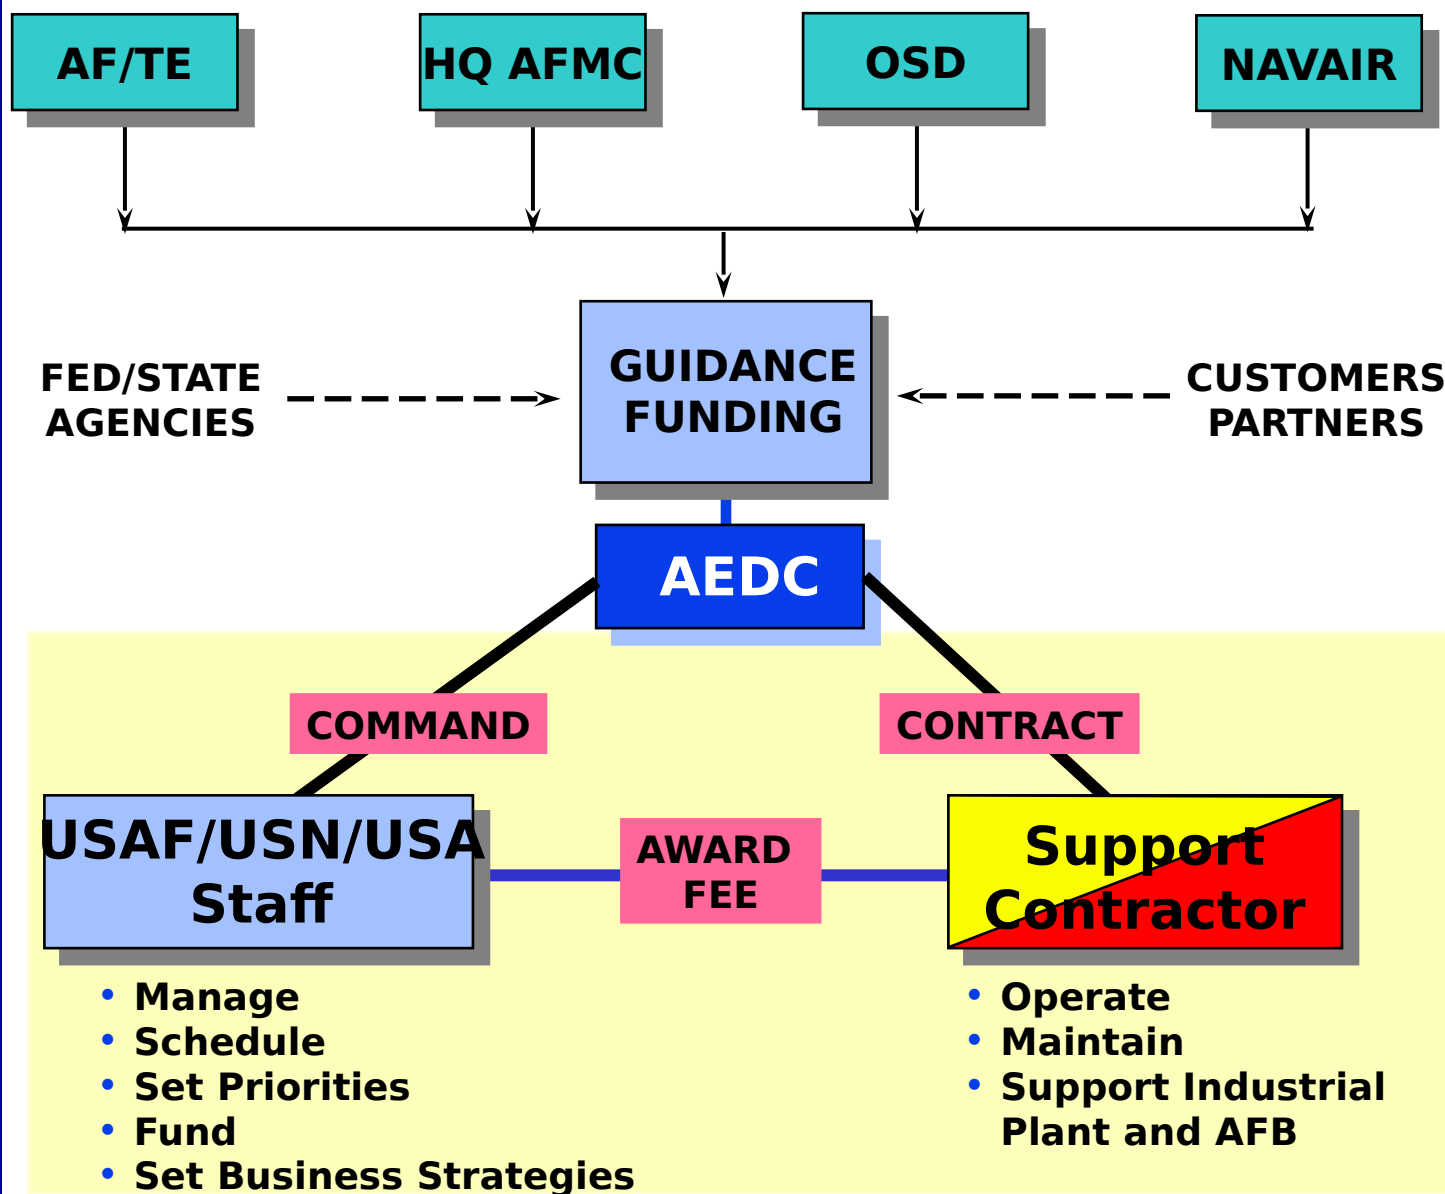 AF/TE
HQ AFMC
OSD
NAVAIR
GUIDANCE
FUNDING
FED/STATE
AGENCIES
CUSTOMERS
PARTNERS
AEDC
COMMAND
CONTRACT
USAF/USN/USA
Staff
AWARD
FEE
Support
Contractor
• Manage
• Schedule
• Set Priorities
• Fund
• Set Business Strategies
• Operate
• Maintain
• Support Industrial
Plant and AFB